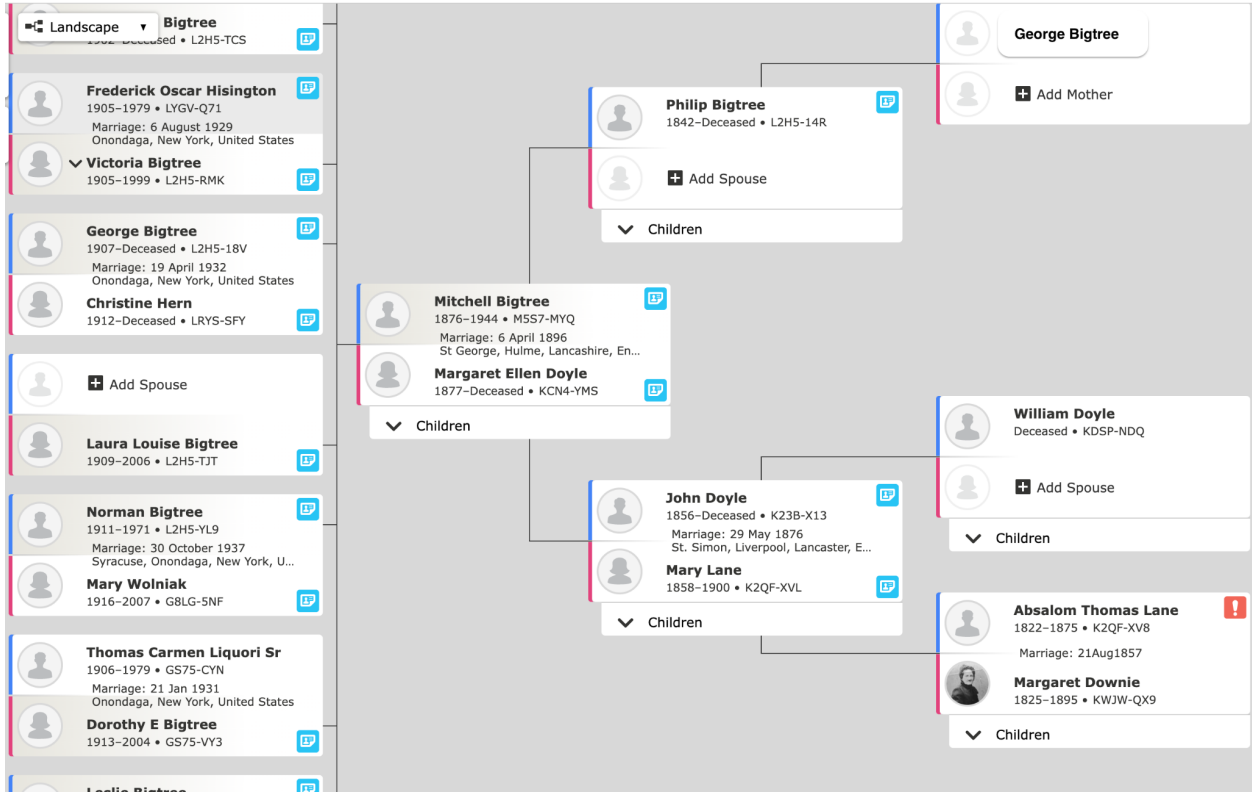 Landscape
Bigtree
1902–Deceased • L2H5-TCS
Frederick Oscar Hisington
1905–1979 • LYGV-Q71
Marriage: 6 August 1929
Onondaga, New York, United States
Victoria Bigtree
1905–1999 • L2H5-RMK
George Bigtree
1907–Deceased • L2H5-18V
Marriage: 19 April 1932
Onondaga, New York, United States
Christine Hern
1912–Deceased • LRYS-SFY
Add Spouse
Laura Louise Bigtree
1909–2006 • L2H5-TJT
Norman Bigtree
1911–1971 • L2H5-YL9
Marriage: 30 October 1937
Syracuse, Onondaga, New York, U...
Mary Wolniak
1916–2007 • G8LG-5NF
Thomas Carmen Liquori Sr
1906–1979 • GS75-CYN
Marriage: 21 Jan 1931
Onondaga, New York, United States
Dorothy E Bigtree
1913–2004 • GS75-VY3
Leslie Bigtree
Mitchell Bigtree
1876–1944 • M5S7-MYQ
Marriage: 6 April 1896
St George, Hulme, Lancashire, En...
Margaret Ellen Doyle
1877–Deceased • KCN4-YMS
Children
Philip Bigtree
1842–Deceased • L2H5-14R
Add Spouse
Children
John Doyle
1856–Deceased • K23B-X13
Marriage: 29 May 1876
St. Simon, Liverpool, Lancaster, E...
Mary Lane
1858–1900 • K2QF-XVL
Children
George Bigtree
Add Mother
William Doyle
Deceased • KDSP-NDQ
Add Spouse
Children
Absalom Thomas Lane
1822–1875 • K2QF-XV8
Marriage: 21Aug1857
Margaret Downie
1825–1895 • KWJW-QX9
Children